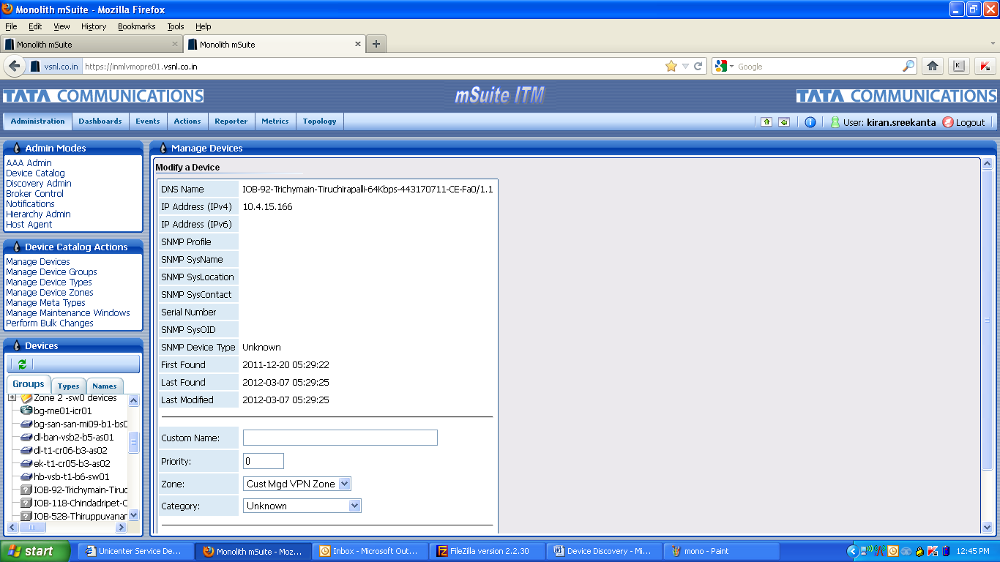 Monolith mSuite - Mozilla Firefox
File Edit View History Bookmarks Tools Help
Monolith mSuite
Monolith mSuite
vsnl.co.in https://inmlvmopre01.vsnl.co.in
Google
TATA COMMUNICATIONS
mSuite ITM
TATA COMMUNICATIONS
Administration Dashboards Events Actions Reporter Metrics Topology
User: kiran.sreekanta Logout
Admin Modes
AAA Admin
Device Catalog
Discovery Admin
Broker Control
Notifications
Hierarchy Admin
Host Agent
Device Catalog Actions
Manage Devices
Manage Device Groups
Manage Device Types
Manage Device Zones
Manage Meta Types
Manage Maintenance Windows
Perform Bulk Changes
Devices
Groups Types Names
Zone 2 -sw0 devices
bg-me01-icr01
bg-san-san-mi09-b1-bs0
dl-ban-vsb2-b5-as01
dl-t1-cr06-b3-as02
ek-t1-cr05-b3-as02
hb-vsb-t1-b6-sw01
IOB-92-Trichymain-Tiruc
IOB-118-Chindadripet-C
IOB-528-Thiruppuvanar
Manage Devices
Modify a Device
DNS Name IOB-92-Trichymain-Tiruchirapalli-64Kbps-443170711-CE-Fa0/1.1
IP Address (IPv4) 10.4.15.166
IP Address (IPv6)
SNMP Profile
SNMP SysName
SNMP SysLocation
SNMP SysContact
Serial Number
SNMP SysOID
SNMP Device Type Unknown
First Found 2011-12-20 05:29:22
Last Found 2012-03-07 05:29:25
Last Modified 2012-03-07 05:29:25
Custom Name:
Priority: 0
Zone: Cust Mgd VPN Zone
Category: Unknown
start
Unicenter Service De...
Monolith mSuite - Moz...
Inbox - Microsoft Out...
FileZilla version 2.2.30
Device Discovery - Mi...
mono - Paint
12:45 PM